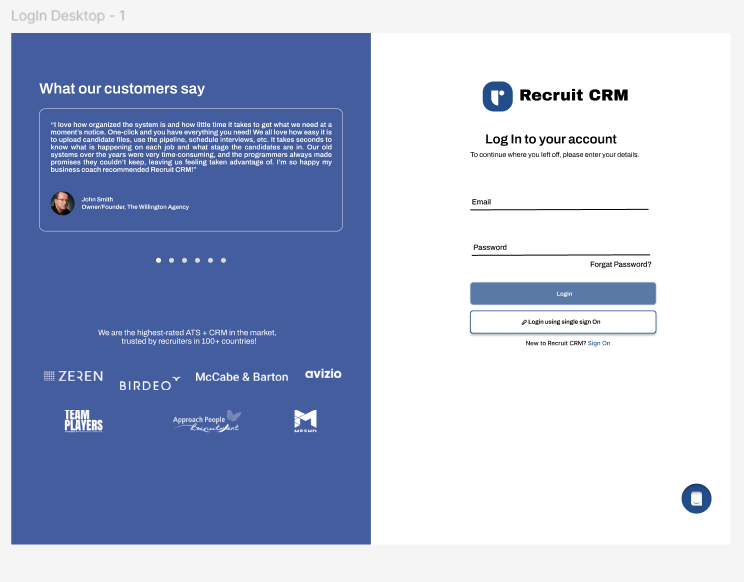 LogIn Desktop - 1
What our customers say
"I love how organized the system is and how little time it takes to get what we need at a
moment's notice. One-click and you have everything you need! We all love how easy it is
to upload candidate files, use the pipeline, schedule interviews, etc. It takes seconds to
know what is happening on each job and what stage the candidates are in. Our old
systems over the years were very time-consuming, and the programmers always made
promises they couldn't keep, leaving us feeling taken advantage of. I'm so happy my
business coach recommended Recruit CRM!"
John Smith
Owner/Founder, The Willington Agency
We are the highest-rated ATS + CRM in the market,
trusted by recruiters in 100+ countries!
ZEREN
BIRDEO
McCabe & Barton
avizio
TEAM
PLAYERS
Approach People
Recruitment
Recruit CRM
Log In to your account
To continue where you left off, please enter your details.
Email
Password
Forgat Password?
Login
Login using single sign On
New to Recruit CRM? Sign On